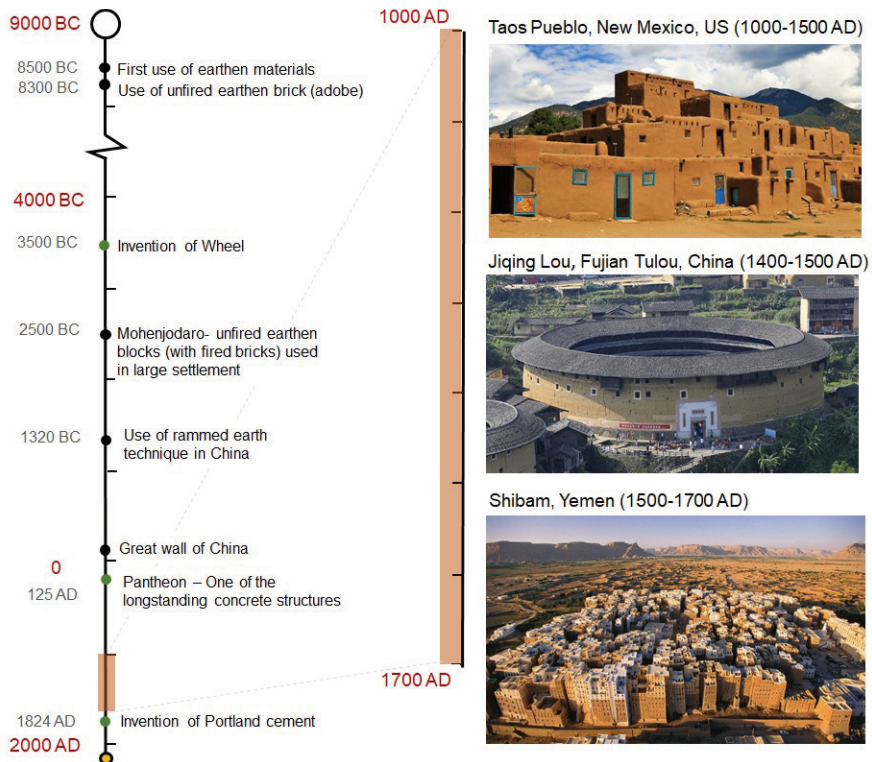 9000 BC
8500 BC
First use of earthen materials
8300 BC
Use of unfired earthen brick (adobe)
4000 BC
3500 BC
Invention of Wheel
2500 BC
Mohenjodaro- unfired earthen
blocks (with fired bricks) used
in large settlement
1320 BC
Use of rammed earth
technique in China
Great wall of China
0
125 AD
Pantheon – One of the
longstanding concrete structures
1824 AD
Invention of Portland cement
2000 AD
1000 AD
1700 AD
Taos Pueblo, New Mexico, US (1000-1500 AD)
Jiqing Lou, Fujian Tulou, China (1400-1500 AD)
Shibam, Yemen (1500-1700 AD)